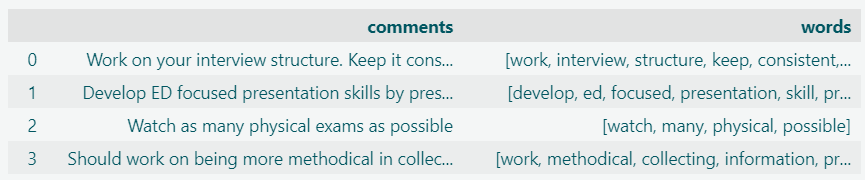 comments words
0 Work on your interview structure. Keep it cons... [work, interview, structure, keep, consistent,...
1 Develop ED focused presentation skills by pres... [develop, ed, focused, presentation, skill, pr...
2 Watch as many physical exams as possible [watch, many, physical, possible]
3 Should work on being more methodical in collec... [work, methodical, collecting, information, pr...